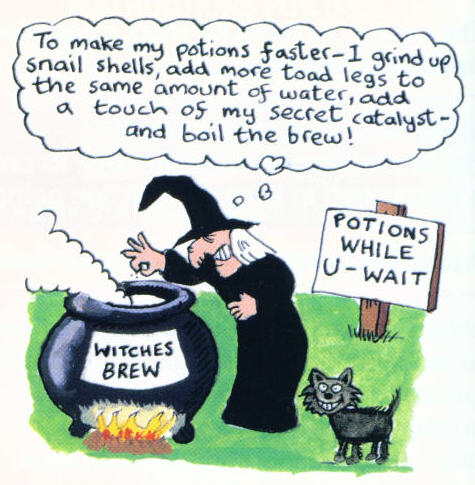 To make my potions faster-I grind up
snail shells, add more toad legs to
the same amount of water, add
a touch of my secret catalyst-
and boil the brew!
POTIONS
WHILE
U-WAIT
WITCHES
BREW